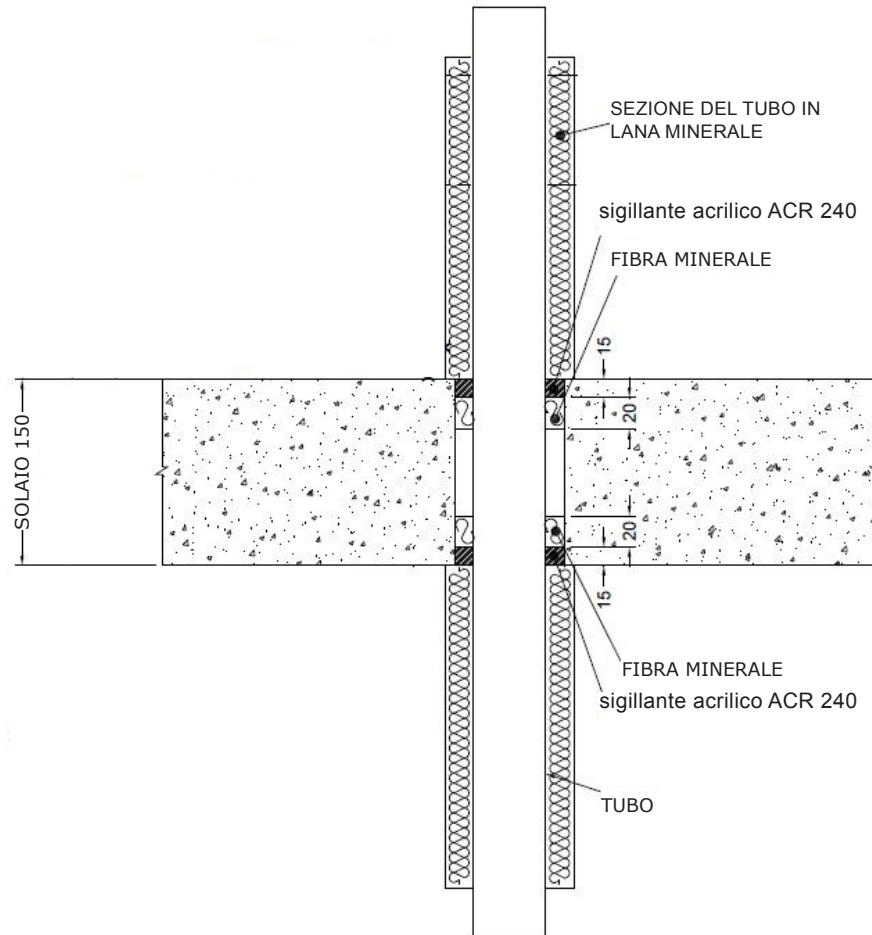 SEZIONE DEL TUBO IN
LANA MINERALE
sigillante acrilico ACR 240
FIBRA MINERALE
15
20
SOLAIO 150
20
15
FIBRA MINERALE
sigillante acrilico ACR 240
TUBO